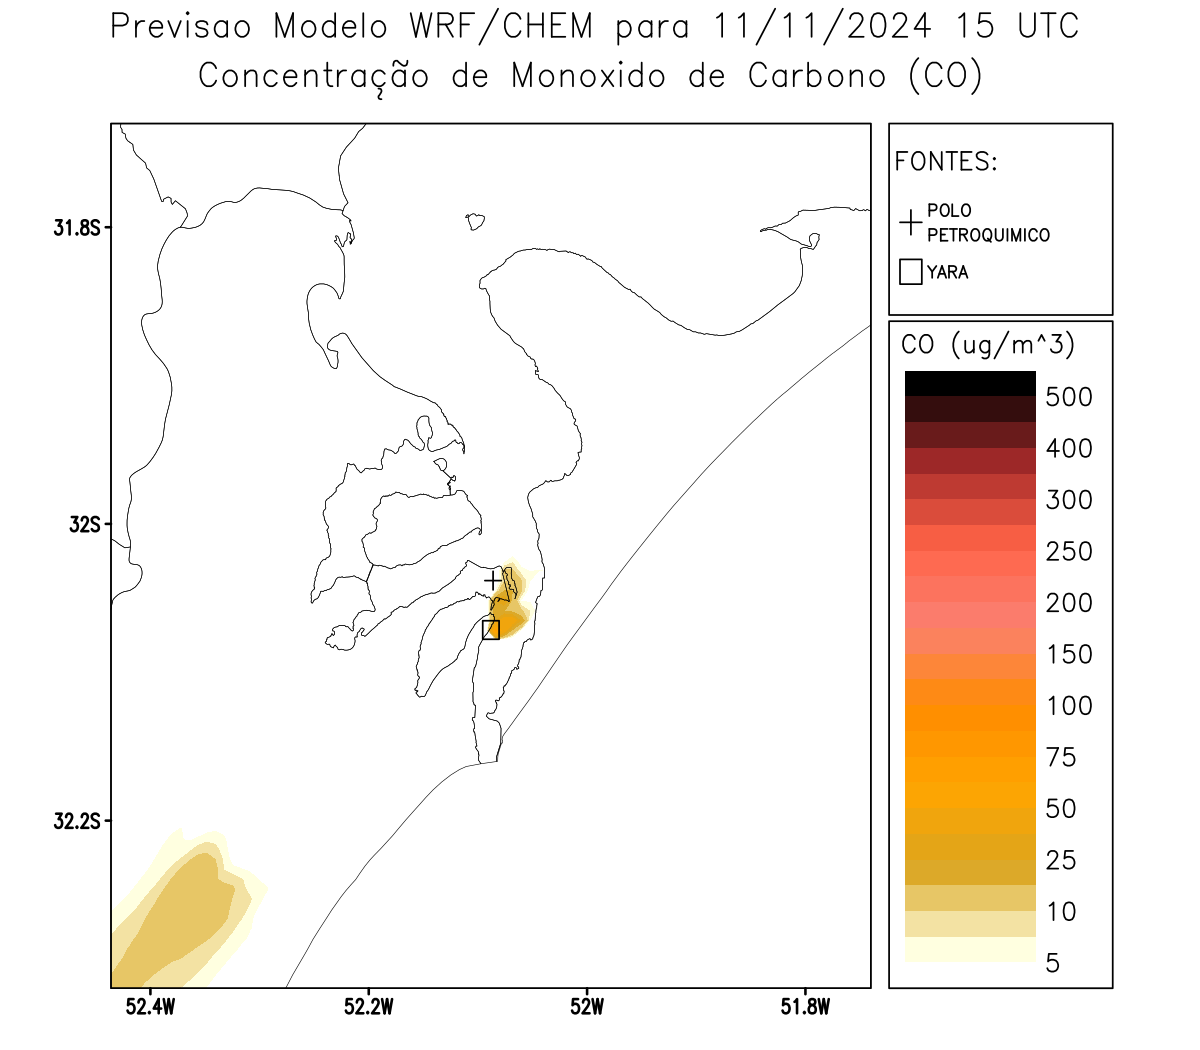 Previsao Modelo WRF/CHEM para 11/11/2024 15 UTC
Concentração de Monoxido de Carbono (CO)
FONTES:
POLO
PETROQUIMICO
YARA
CO (ug/m^3)
500
400
300
250
200
150
100
75
50
25
10
5
31.8S
32S
32.2S
52.4W
52.2W
52W
51.8W